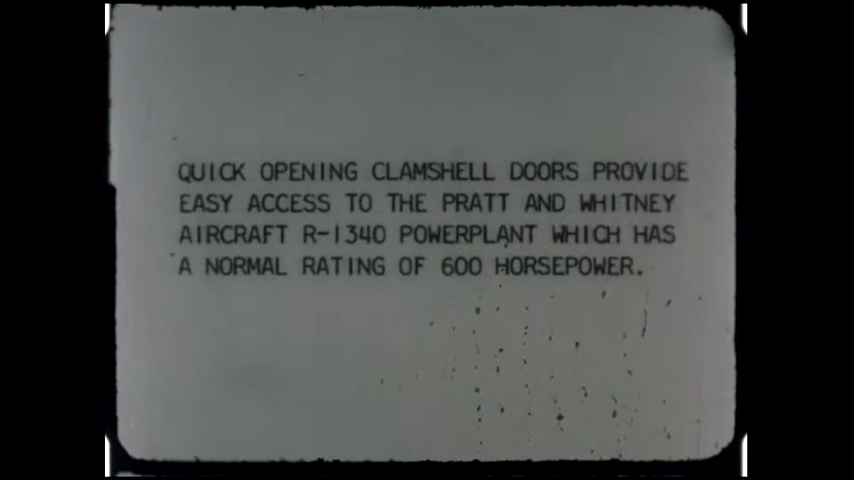 QUICK OPENING CLAMSHELL DOORS PROVIDE
EASY ACCESS TO THE PRATT AND WHITNEY
AIRCRAFT R-1340 POWERPLANT WHICH HAS
A NORMAL RATING OF 600 HORSEPOWER.